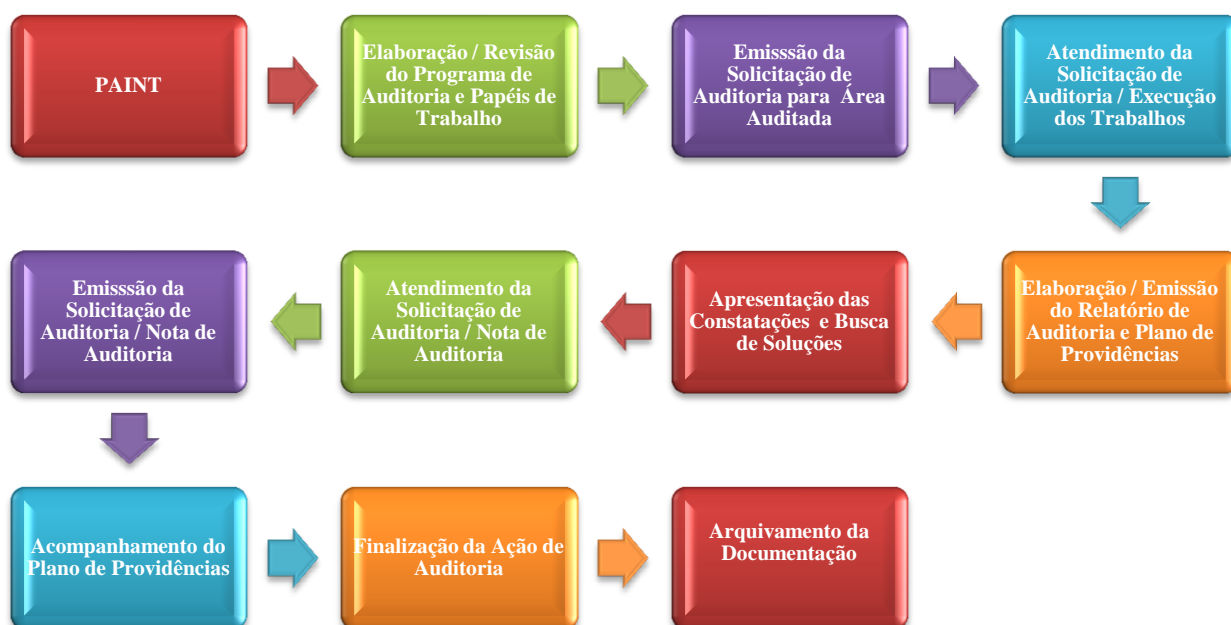 PAINT
Elaboração / Revisão
do Programa de
Auditoria e Papéis de
Trabalho
Emisssão da
Solicitação de
Auditoria para Área
Auditada
Atendimento da
Solicitação de
Auditoria / Execução
dos Trabalhos
Elaboração / Emissão
do Relatório de
Auditoria e Plano de
Providências
Apresentação das
Constatações e Busca
de Soluções
Atendimento da
Solicitação de
Auditoria / Nota de
Auditoria
Emisssão da
Solicitação de
Auditoria / Nota de
Auditoria
Acompanhamento do
Plano de Providências
Finalização da Ação de
Auditoria
Arquivamento da
Documentação